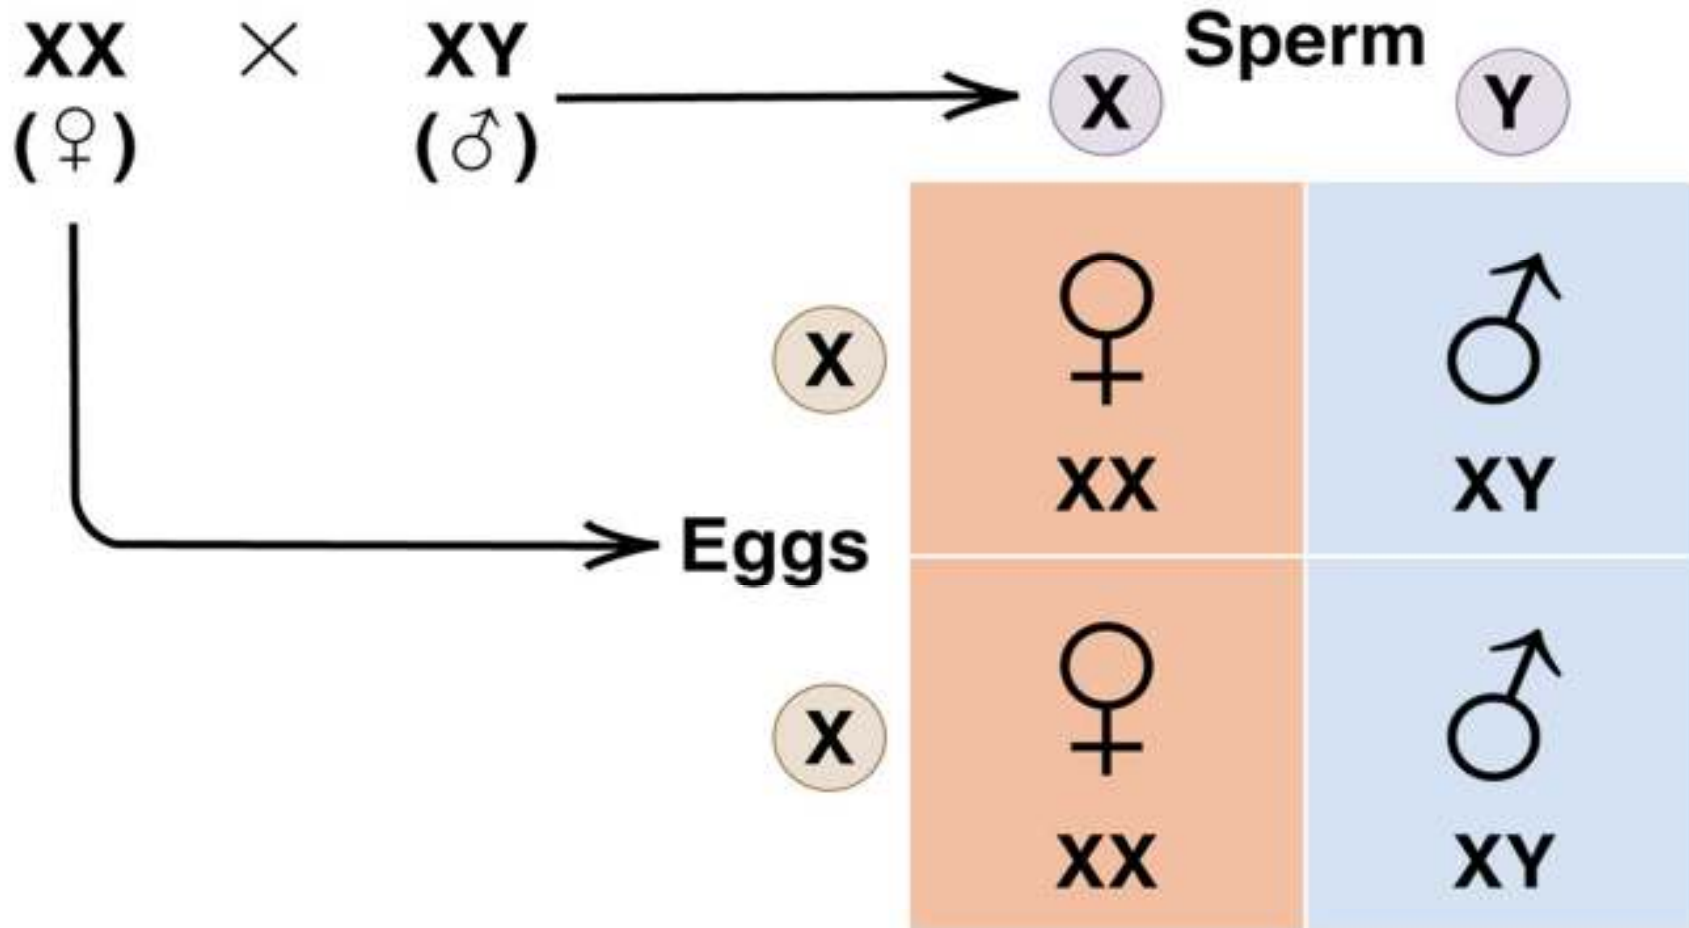 XX × XY
(♀) (♂)
Sperm
X Y
X
♀ ♂
XX XY
Eggs
X
♀ ♂
XX XY